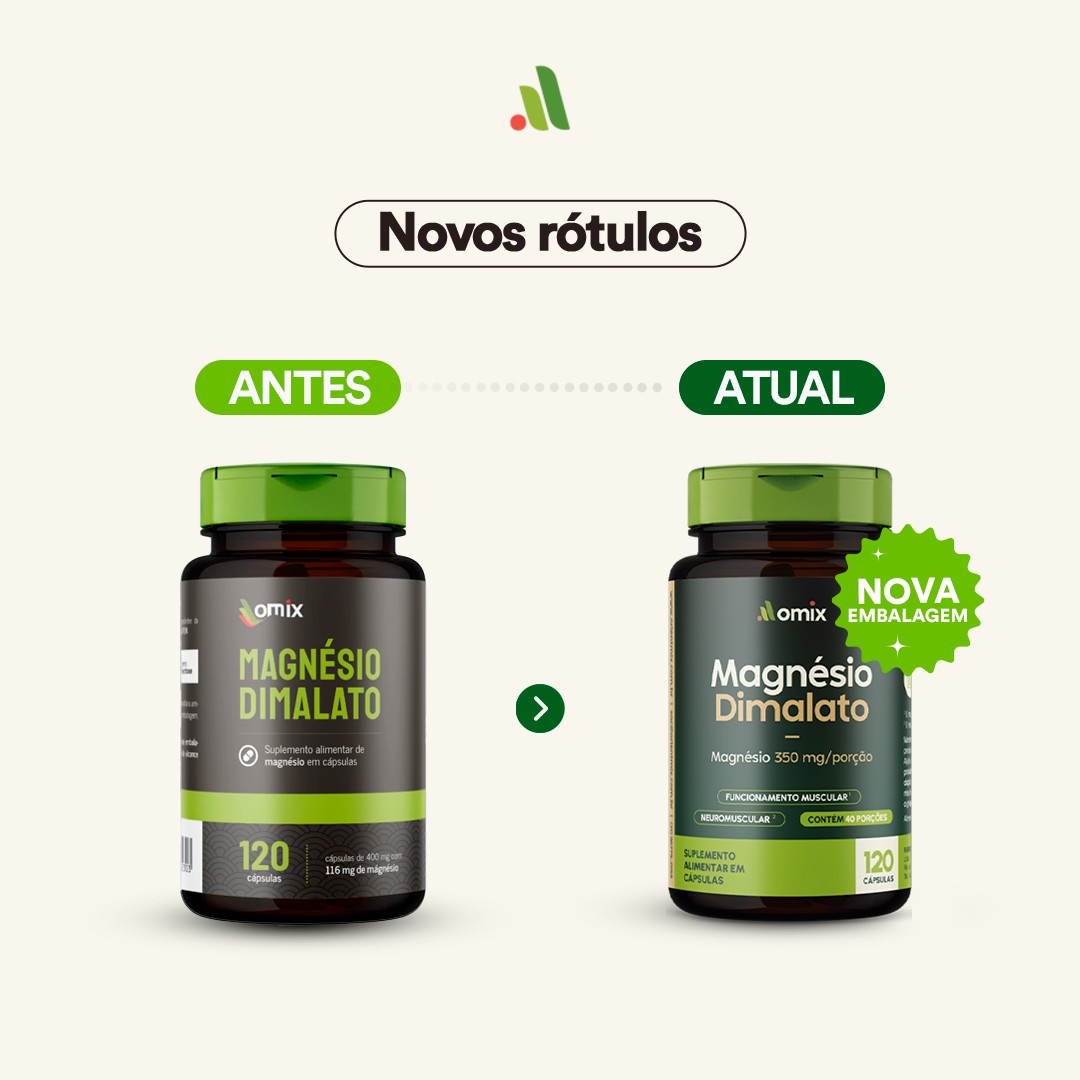 Novos rótulos
ANTES
ATUAL
omix
MAGNÉSIO
DIMALATO
Suplemento alimentar de
magnésio em cápsulas
120
cápsulas
cápsulas de 400 mg com
116 mg de magnésio
NOVA
EMBALAGEM
omix
Magnésio
Dimalato
Magnésio 350 mg/porção
FUNCIONAMENTO MUSCULAR¹
NEUROMUSCULAR ²
CONTÉM 40 PORÇÕES
SUPLEMENTO
ALIMENTAR EM
CÁPSULAS
120
CÁPSULAS